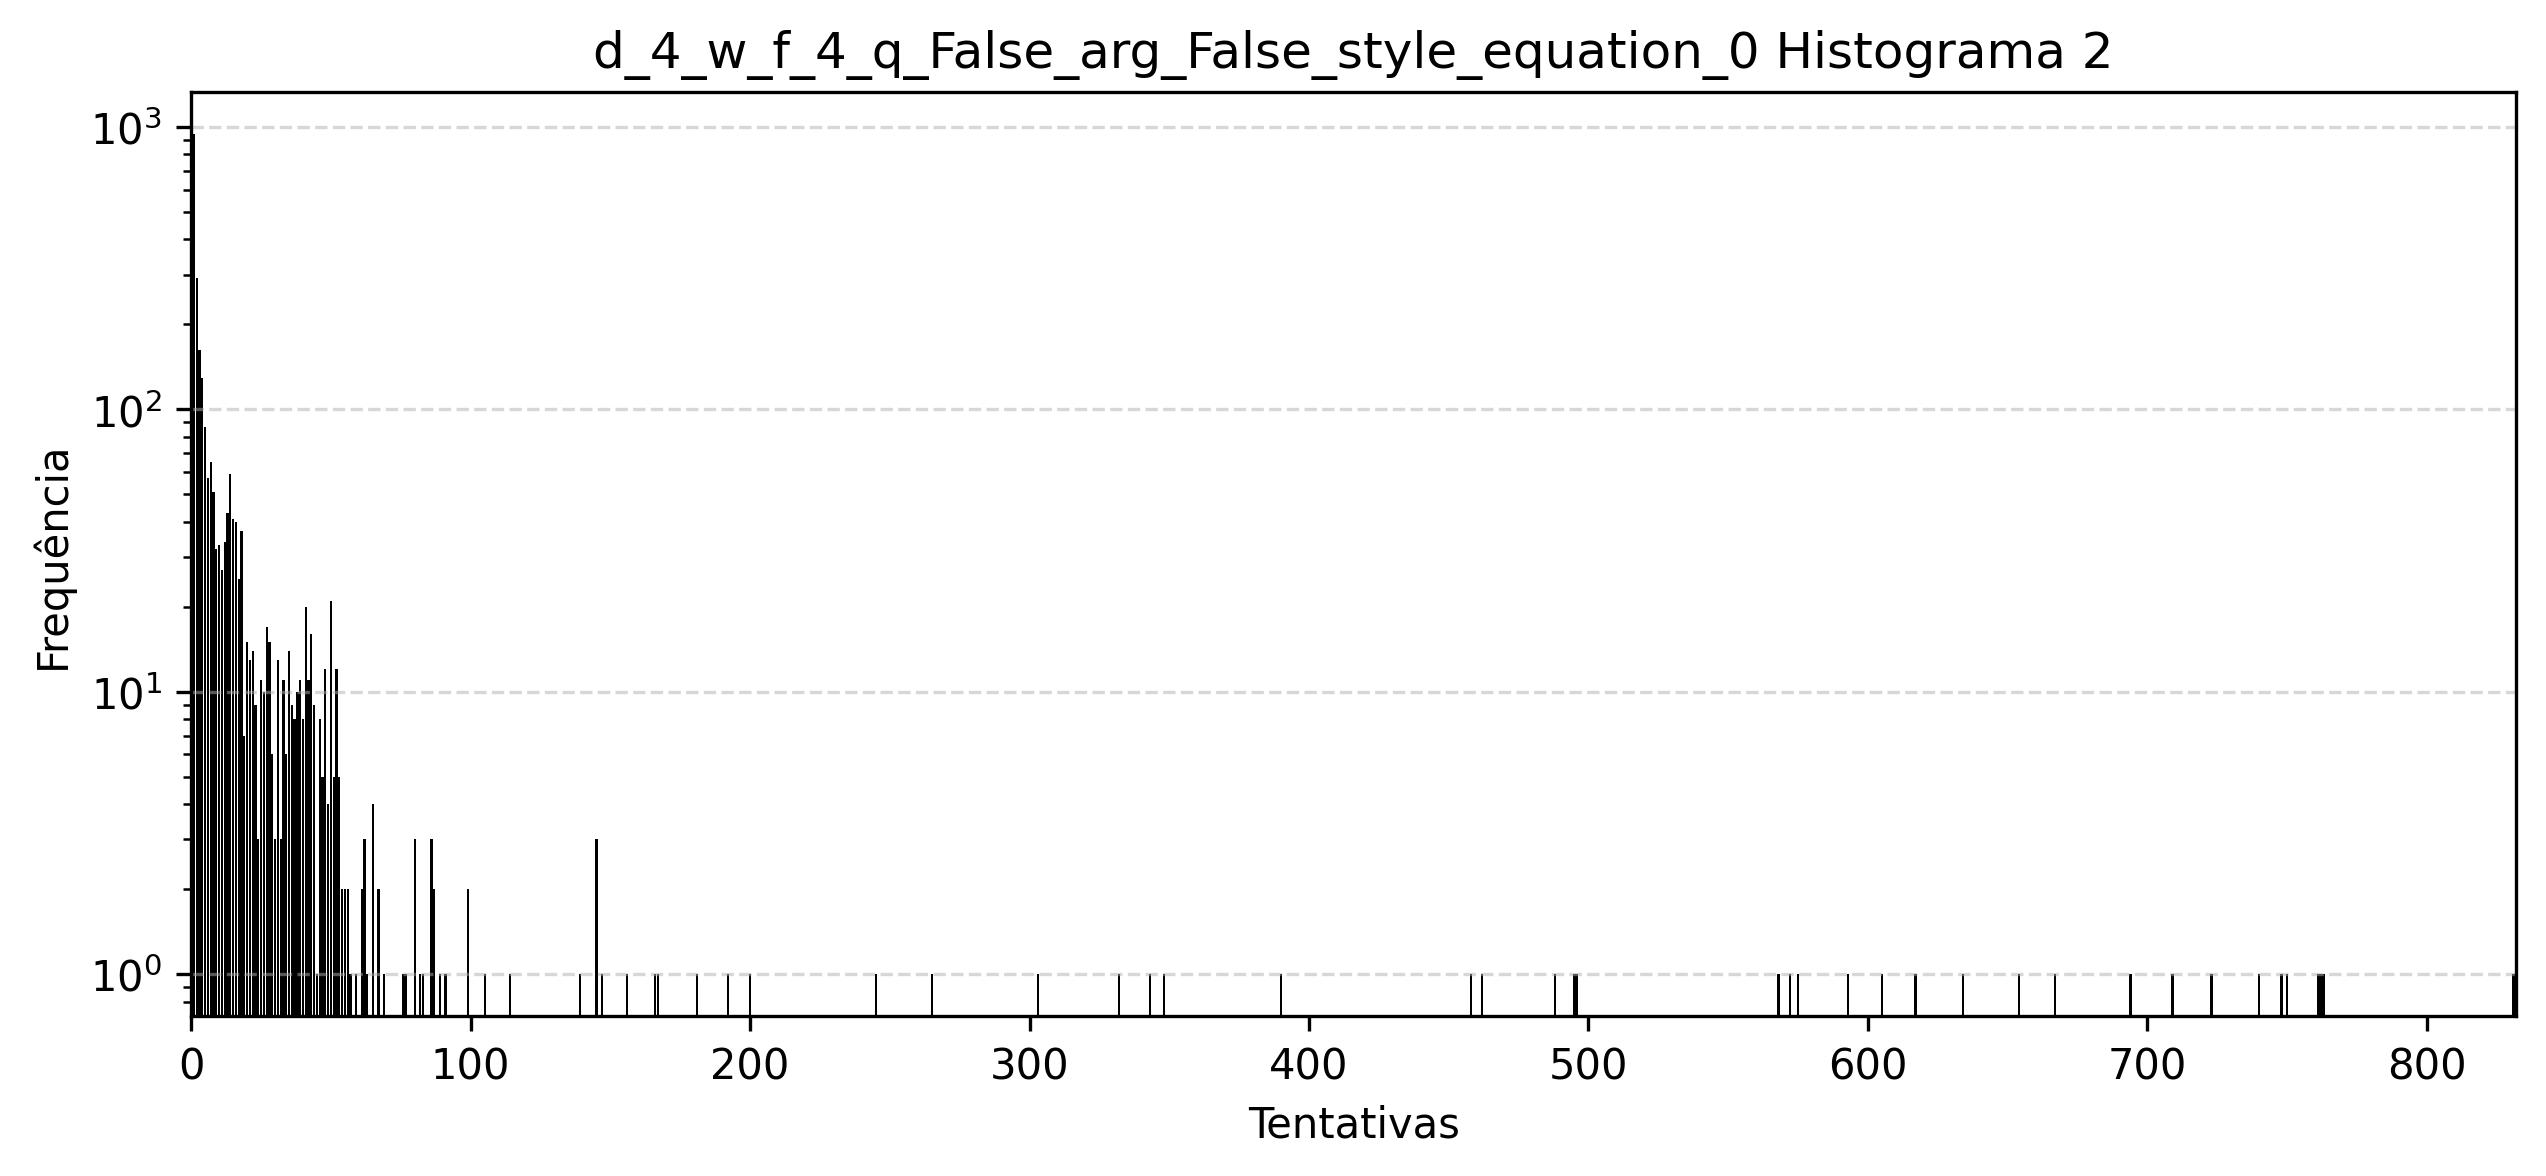 d_4_w_f_4_q_False_arg_False_style_equation_0 Histograma 2
Frequência
10³
10²
10¹
10⁰
0 100 200 300 400 500 600 700 800
Tentativas